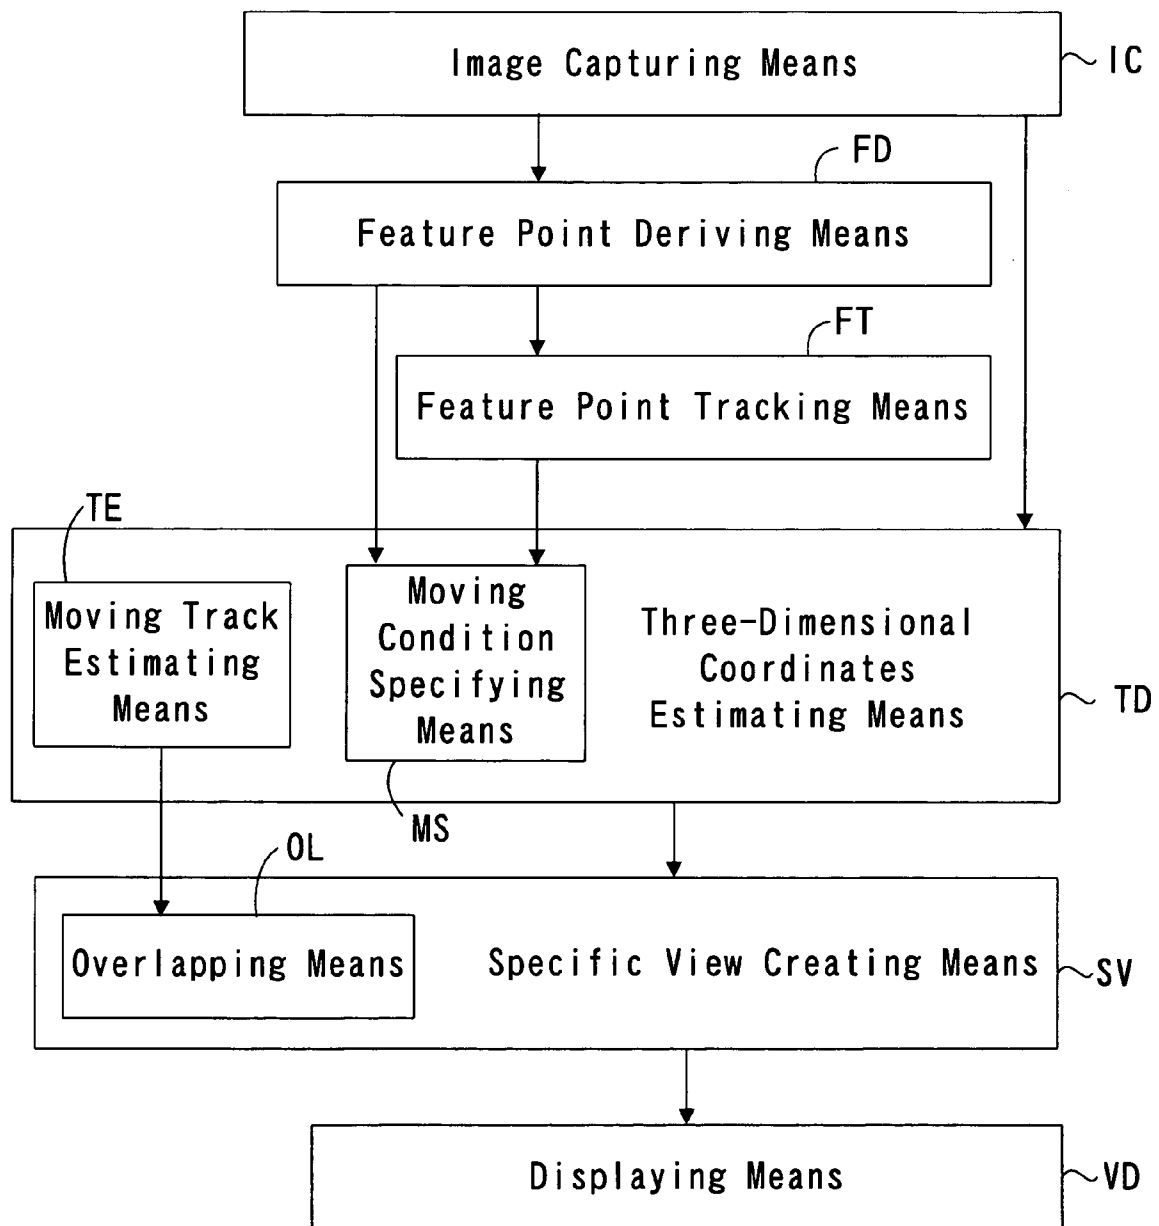 Image Capturing Means
IC
FD
Feature Point Deriving Means
FT
Feature Point Tracking Means
TE
Moving Track
Estimating
Means
Moving
Condition
Specifying
Means
Three-Dimensional
Coordinates
Estimating Means
TD
MS
OL
Overlapping Means
Specific View Creating Means
SV
Displaying Means
VD